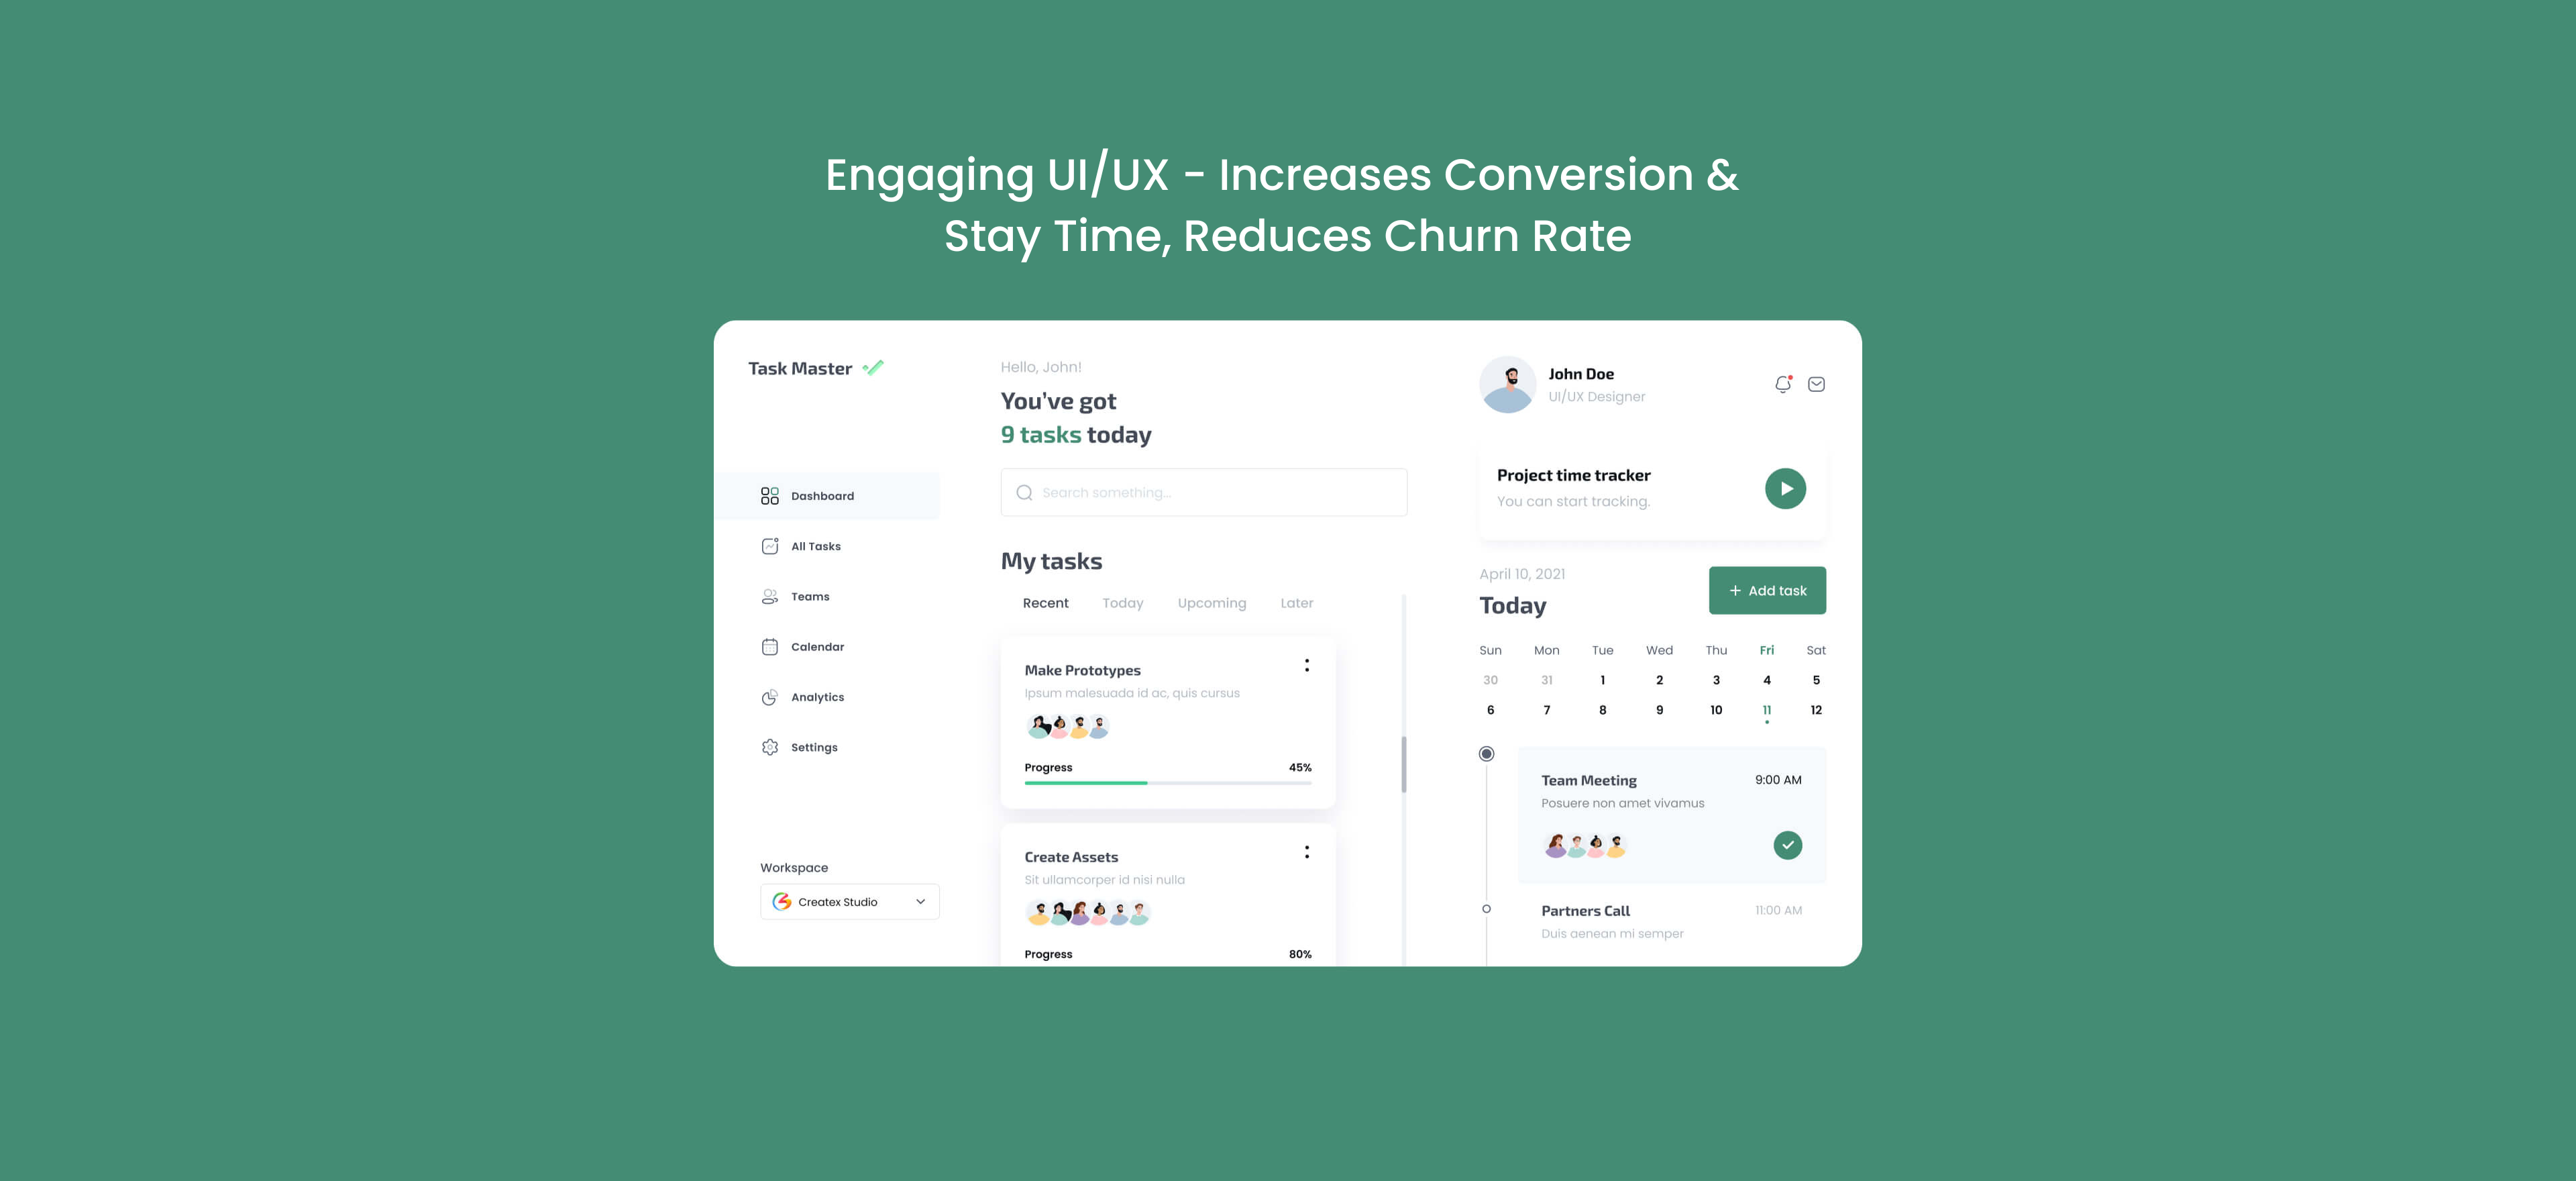 Engaging UI/UX - Increases Conversion &
Stay Time, Reduces Churn Rate
Task Master
Dashboard
All Tasks
Teams
Calendar
Analytics
Settings
Workspace
Createx Studio
Hello, John!
You've got
9 tasks today
Search something...
My tasks
Recent Today Upcoming Later
Make Prototypes
Ipsum malesuada id ac, quis cursus
Progress 45%
Create Assets
Sit ullamcorper id nisi nulla
Progress 80%
John Doe
UI/UX Designer
Project time tracker
You can start tracking.
April 10, 2021
Today
+ Add task
Sun Mon Tue Wed Thu Fri Sat
30 31 1 2 3 4 5
6 7 8 9 10 11 12
Team Meeting 9:00 AM
Posuere non amet vivamus
Partners Call 11:00 AM
Duis aenean mi semper